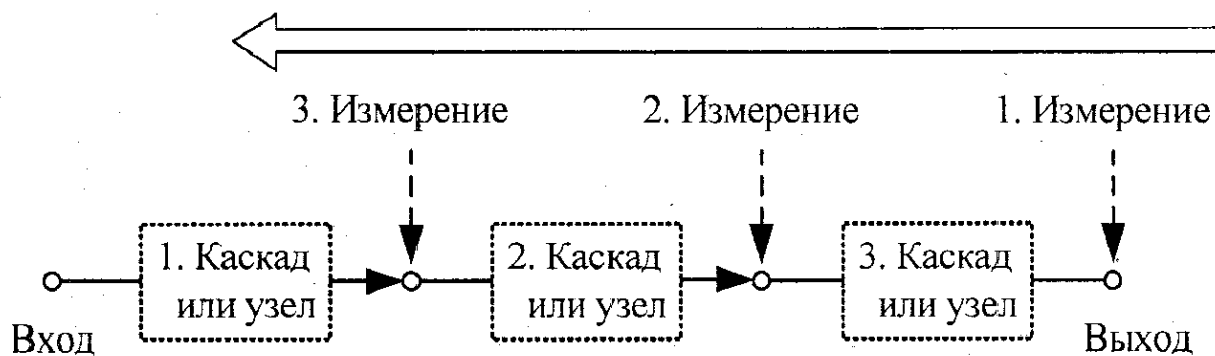 3. Измерение
2. Измерение
1. Измерение
1. Каскад
или узел
2. Каскад
или узел
3. Каскад
или узел
Вход
Выход